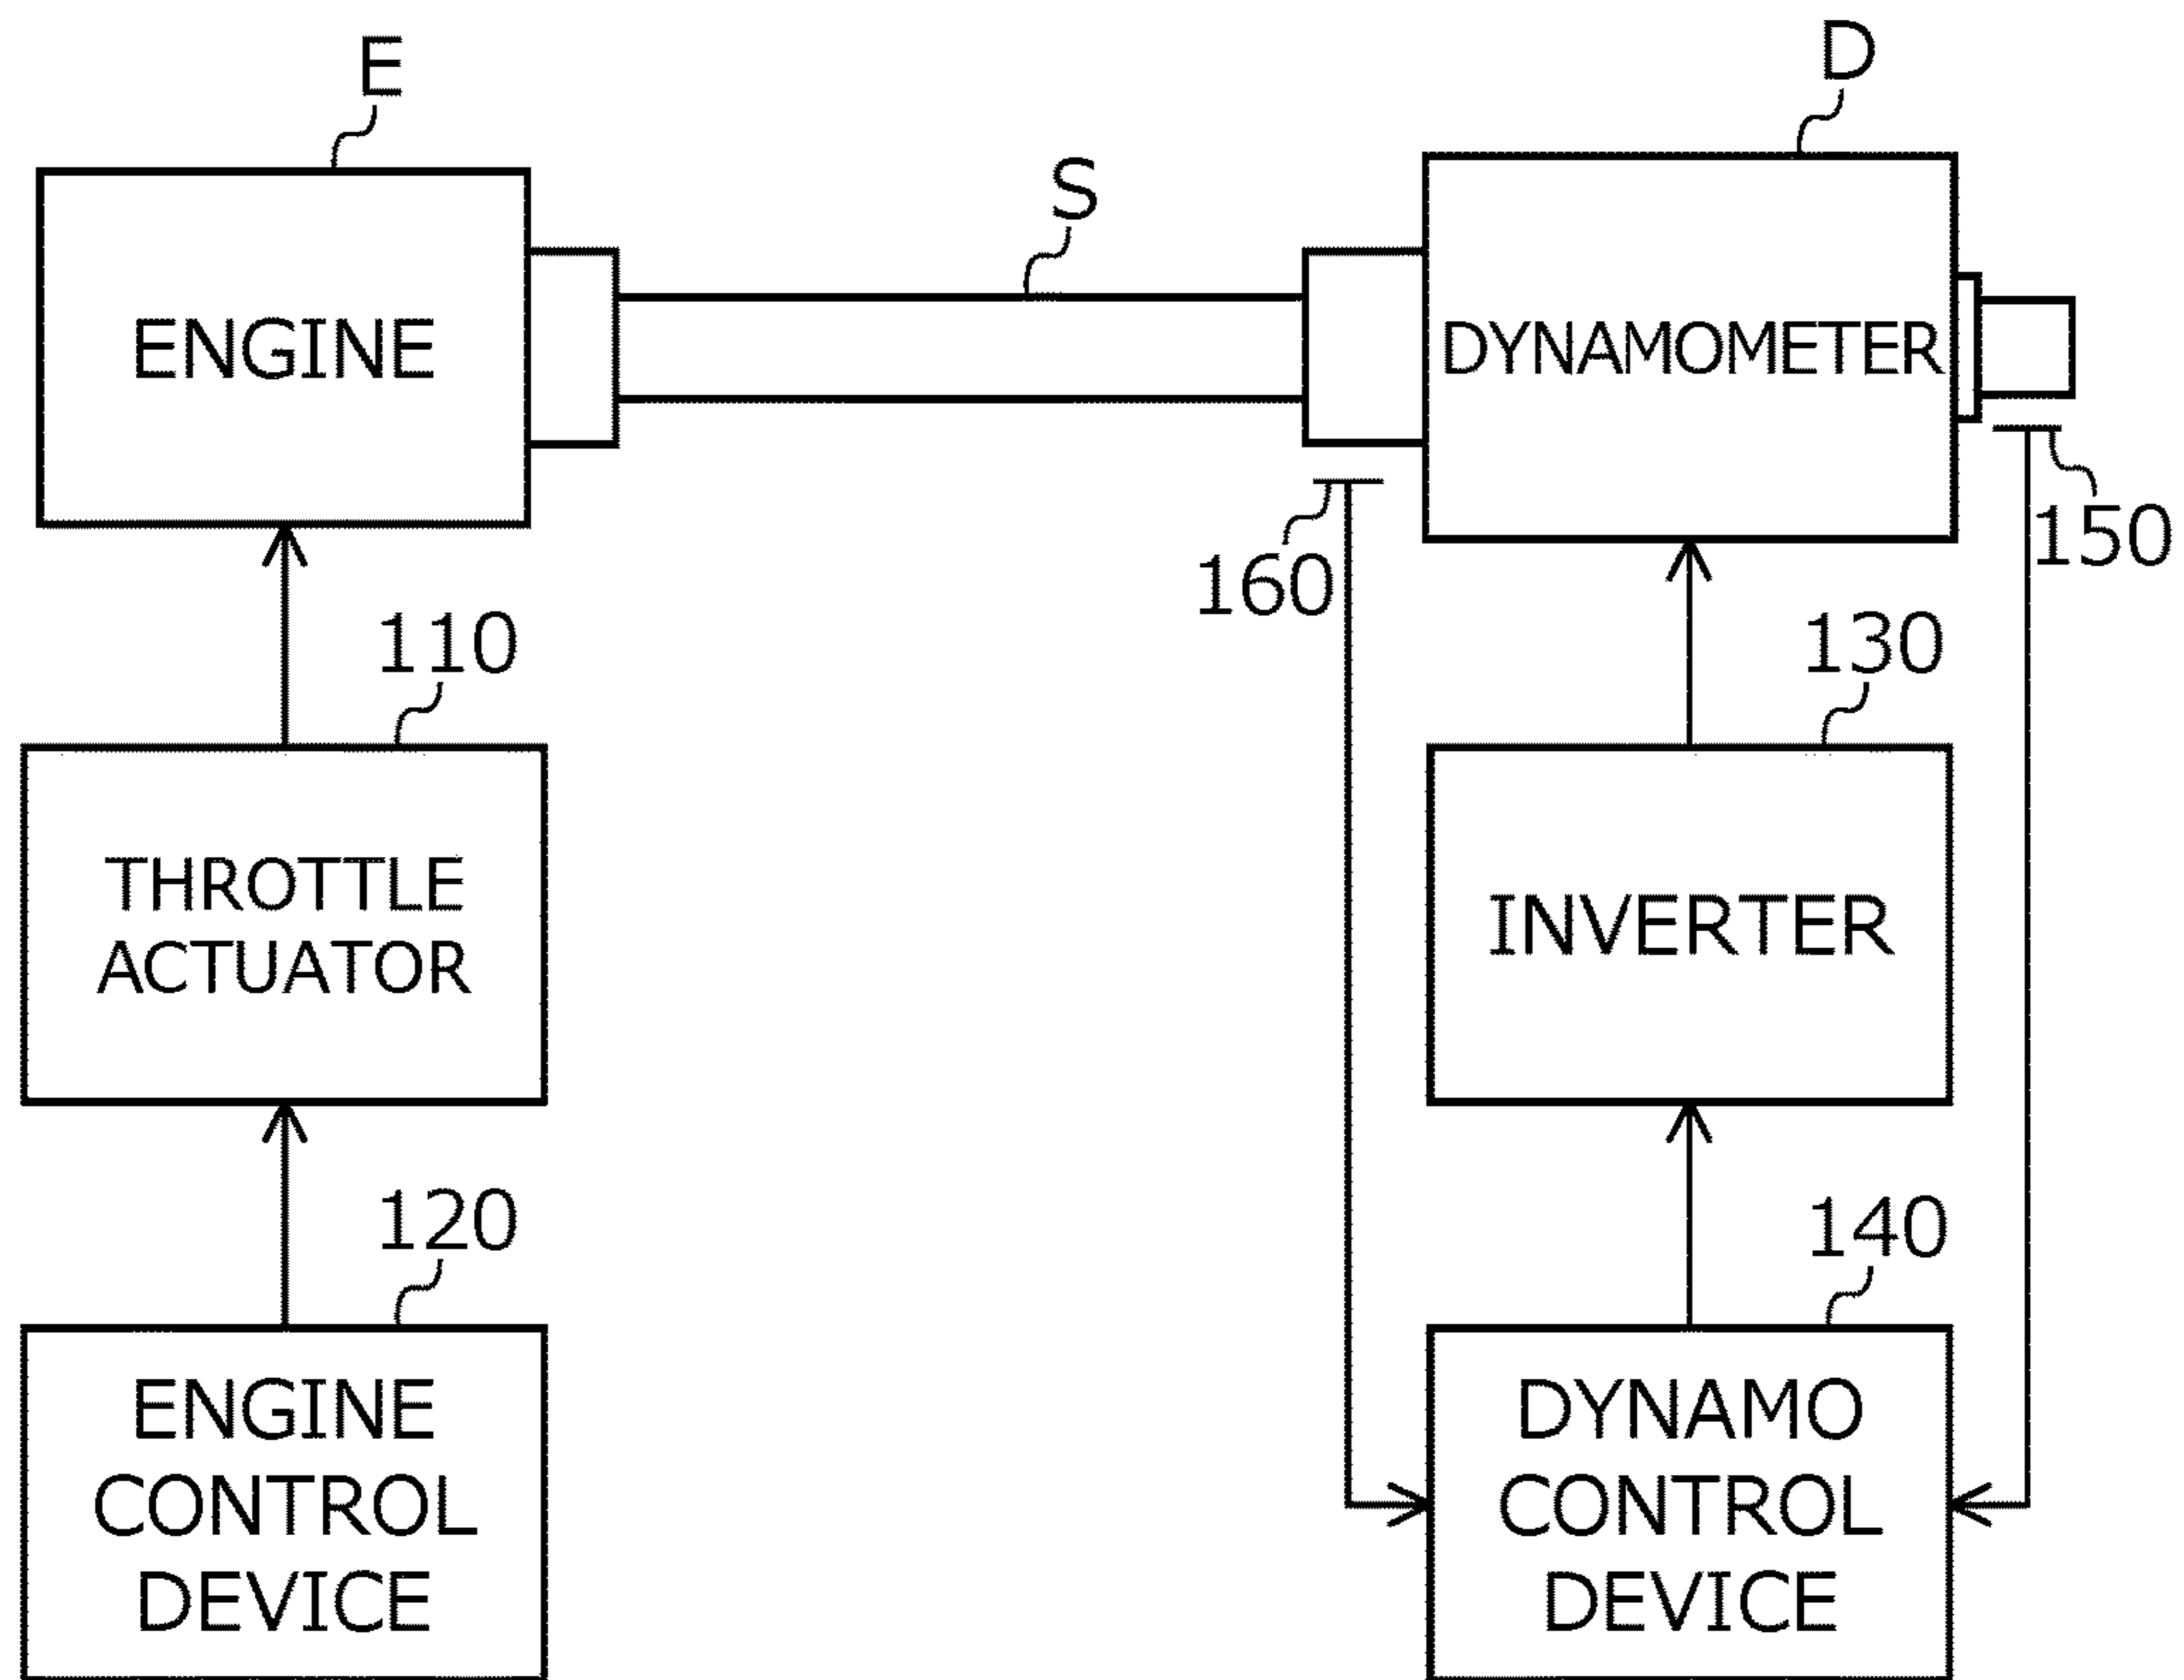 E
D
S
ENGINE
DYNAMOMETER
160
150
110
130
THROTTLE
ACTUATOR
INVERTER
120
140
ENGINE
CONTROL
DEVICE
DYNAMO
CONTROL
DEVICE